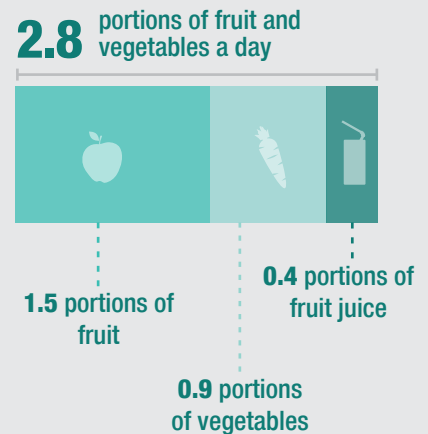 2.8 portions of fruit and
vegetables a day
1.5 portions of
fruit
0.9 portions
of vegetables
0.4 portions of
fruit juice